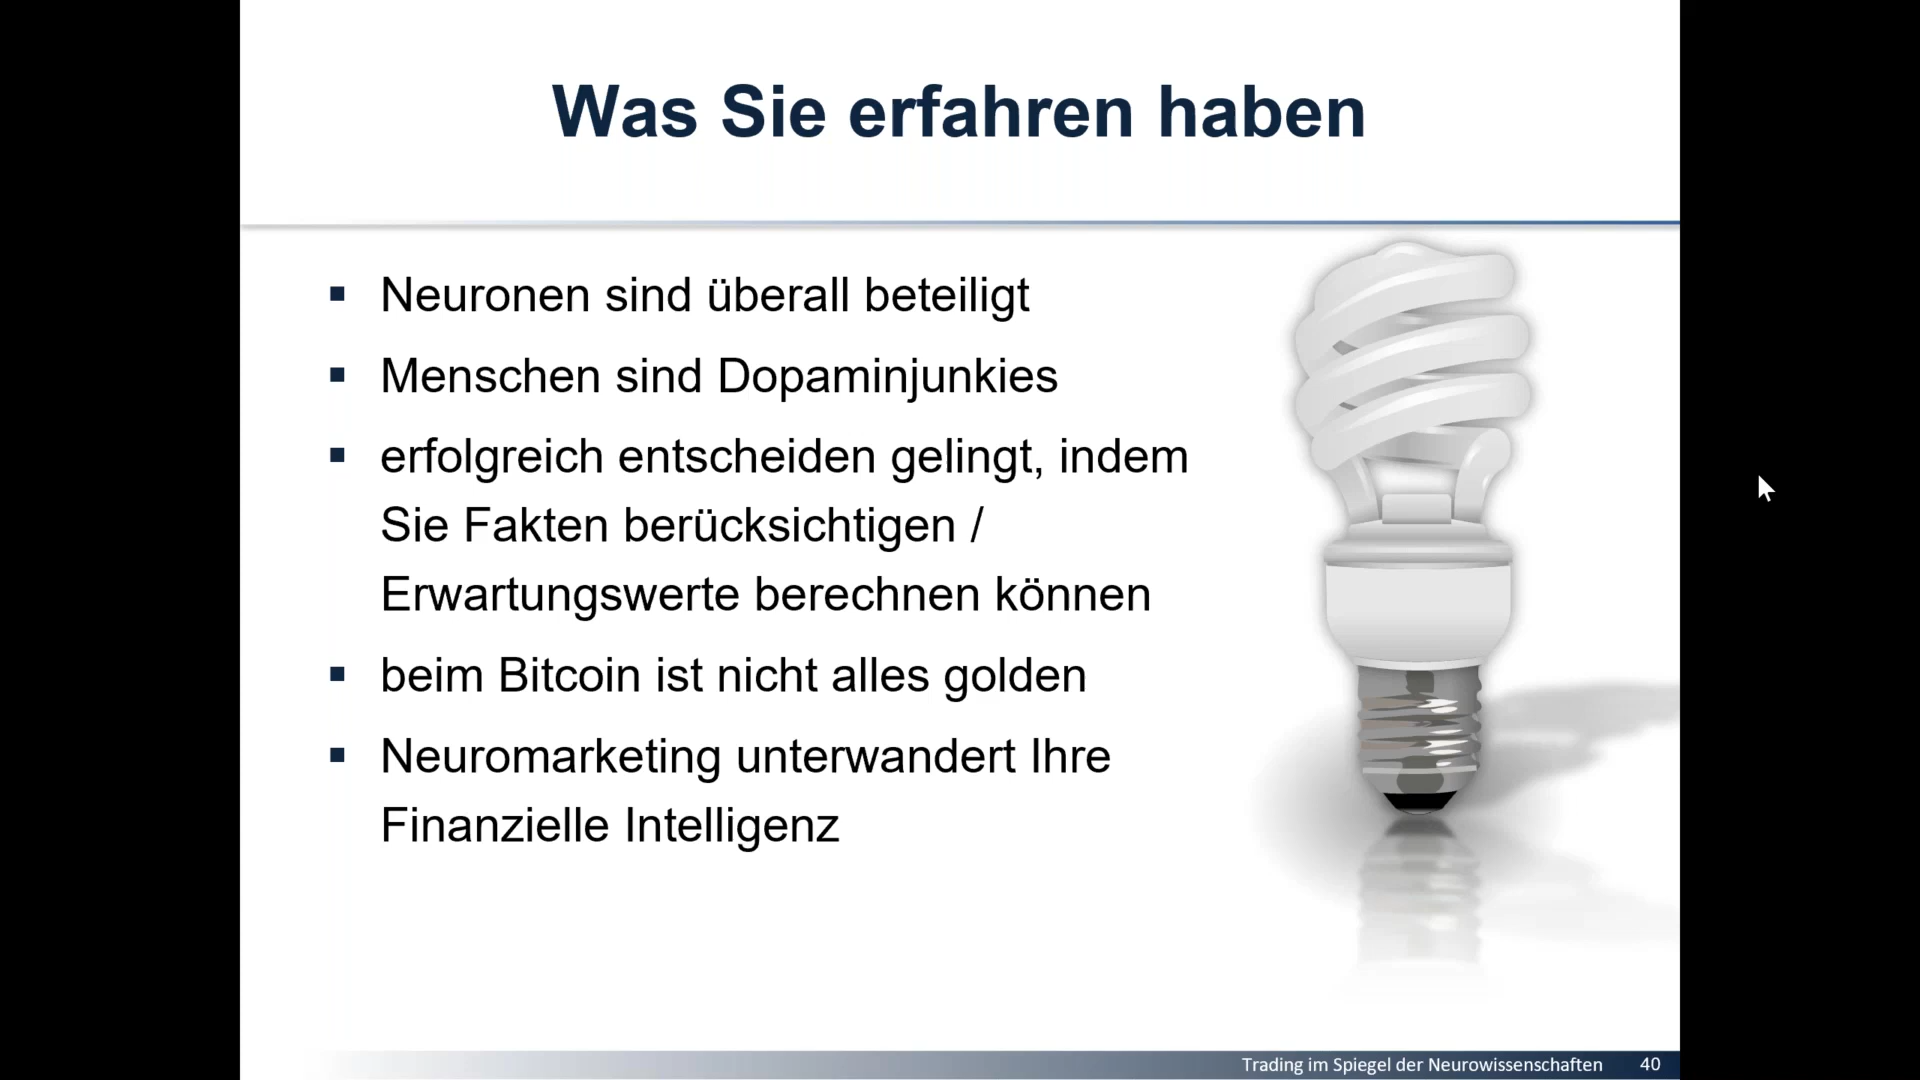 Was Sie erfahren haben
Neuronen sind überall beteiligt
Menschen sind Dopaminjunkies
erfolgreich entscheiden gelingt, indem
Sie Fakten berücksichtigen /
Erwartungswerte berechnen können
beim Bitcoin ist nicht alles golden
Neuromarketing unterwandert Ihre
Finanzielle Intelligenz
Trading im Spiegel der Neurowissenschaften 40